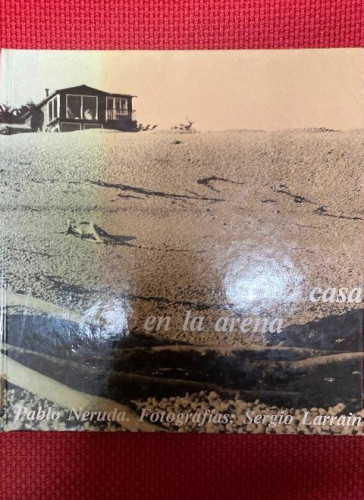 casa
en la arena
Pablo Neruda. Fotografías: Sergio Larrain